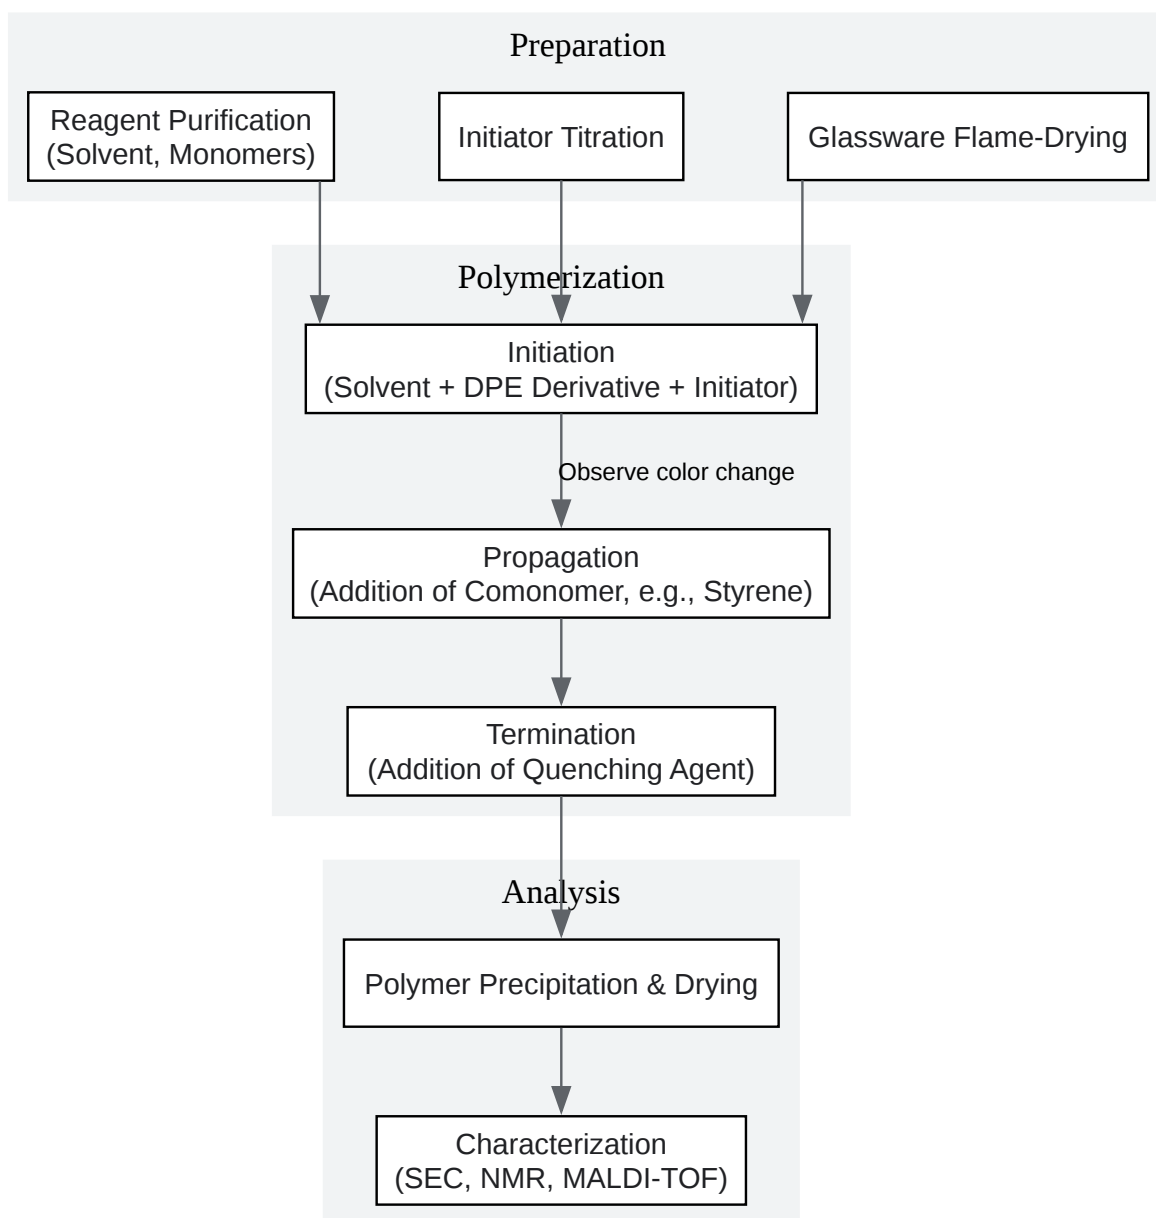 Preparation
Reagent Purification
(Solvent, Monomers)
Initiator Titration
Glassware Flame-Drying
Polymerization
Initiation
(Solvent + DPE Derivative + Initiator)
Observe color change
Propagation
(Addition of Comonomer, e.g., Styrene)
Termination
(Addition of Quenching Agent)
Analysis
Polymer Precipitation & Drying
Characterization
(SEC, NMR, MALDI-TOF)